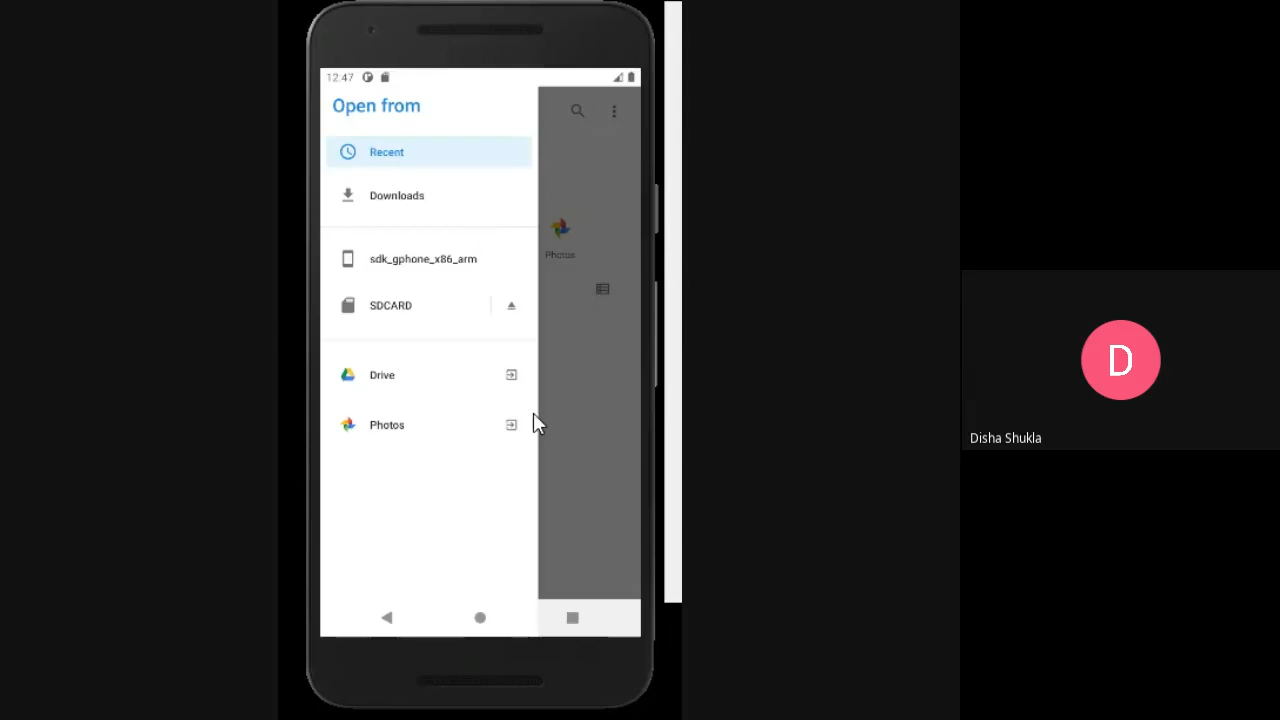 12.47
Open from
Recent
Downloads
sdk_gphone_x86_arm
SDCARD
Drive
Photos
Photos
D
Disha Shukla